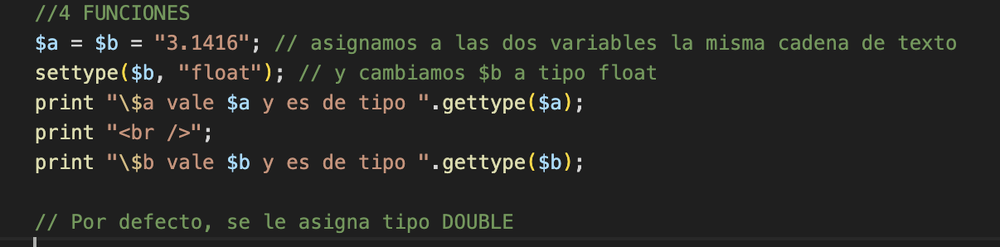 //4 FUNCIONES
$a = $b = "3.1416"; // asignamos a las dos variables la misma cadena de texto
settype($b, "float"); // y cambiamos $b a tipo float
print "\$a vale $a y es de tipo ".gettype($a);
print "<br />";
print "\$b vale $b y es de tipo ".gettype($b);
// Por defecto, se le asigna tipo DOUBLE